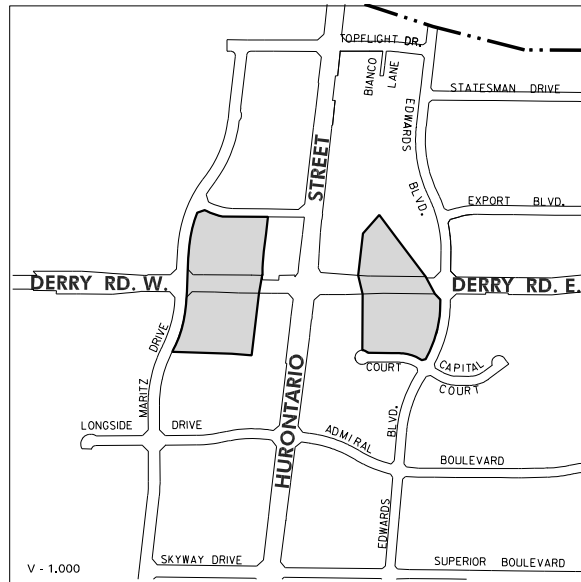 TOPFLIGHT DR.
BIANCO
LANE
STATESMAN DRIVE
EDWARDS
BLVD.
STREET
EXPORT BLVD.
DERRY RD. W.
DERRY RD. E.
DRIVE
MARITZ
COURT
CAPITAL
COURT
LONGSIDE DRIVE
HURONTARIO
ADMIRAL
BLVD.
BOULEVARD
EDWARDS
SKYWAY DRIVE
SUPERIOR BOULEVARD
V - 1.000